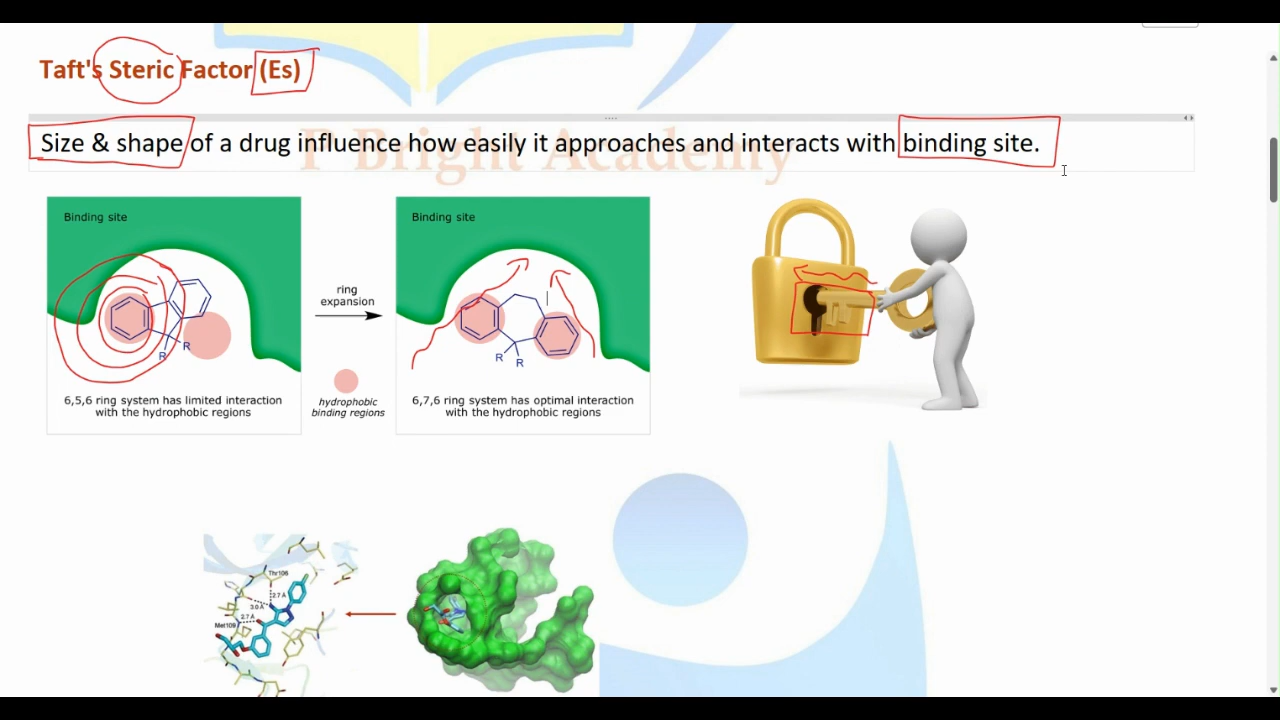 Taft's Steric Factor (Es)
Size & shape of a drug influence how easily it approaches and interacts with binding site.
P Bright Academy
Binding site
R
R
6,5,6 ring system has limited interaction
with the hydrophobic regions
ring
expansion
hydrophobic
binding regions
Binding site
R
R
6,7,6 ring system has optimal interaction
with the hydrophobic regions
Thr106
2.7 Å
3.0 Å
2.7 Å
Met109